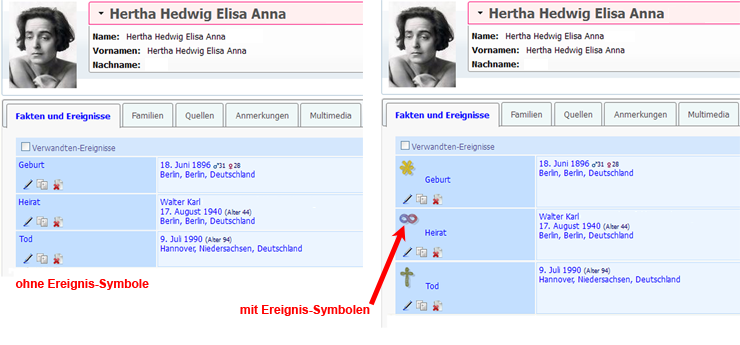 Hertha Hedwig Elisa Anna
Name: Hertha Hedwig Elisa Anna
Vornamen: Hertha Hedwig Elisa Anna
Nachname:
Fakten und Ereignisse
Familien
Quellen
Anmerkungen
Multimedia
Verwandten-Ereignisse
Geburt
18. Juni 1896 ♂31 ♀28
Berlin, Berlin, Deutschland
Heirat
Walter Karl
17. August 1940 (Alter 44)
Berlin, Berlin, Deutschland
Tod
9. Juli 1990 (Alter 94)
Hannover, Niedersachsen, Deutschland
ohne Ereignis-Symbole
Hertha Hedwig Elisa Anna
Name: Hertha Hedwig Elisa Anna
Vornamen: Hertha Hedwig Elisa Anna
Nachname:
Fakten und Ereignisse
Familien
Quellen
Anmerkungen
Multimedia
Verwandten-Ereignisse
Geburt
18. Juni 1896 ♂31 ♀28
Berlin, Berlin, Deutschland
Heirat
Walter Karl
17. August 1940 (Alter 44)
Berlin, Berlin, Deutschland
Tod
9. Juli 1990 (Alter 94)
Hannover, Niedersachsen, Deutschland
mit Ereignis-Symbolen